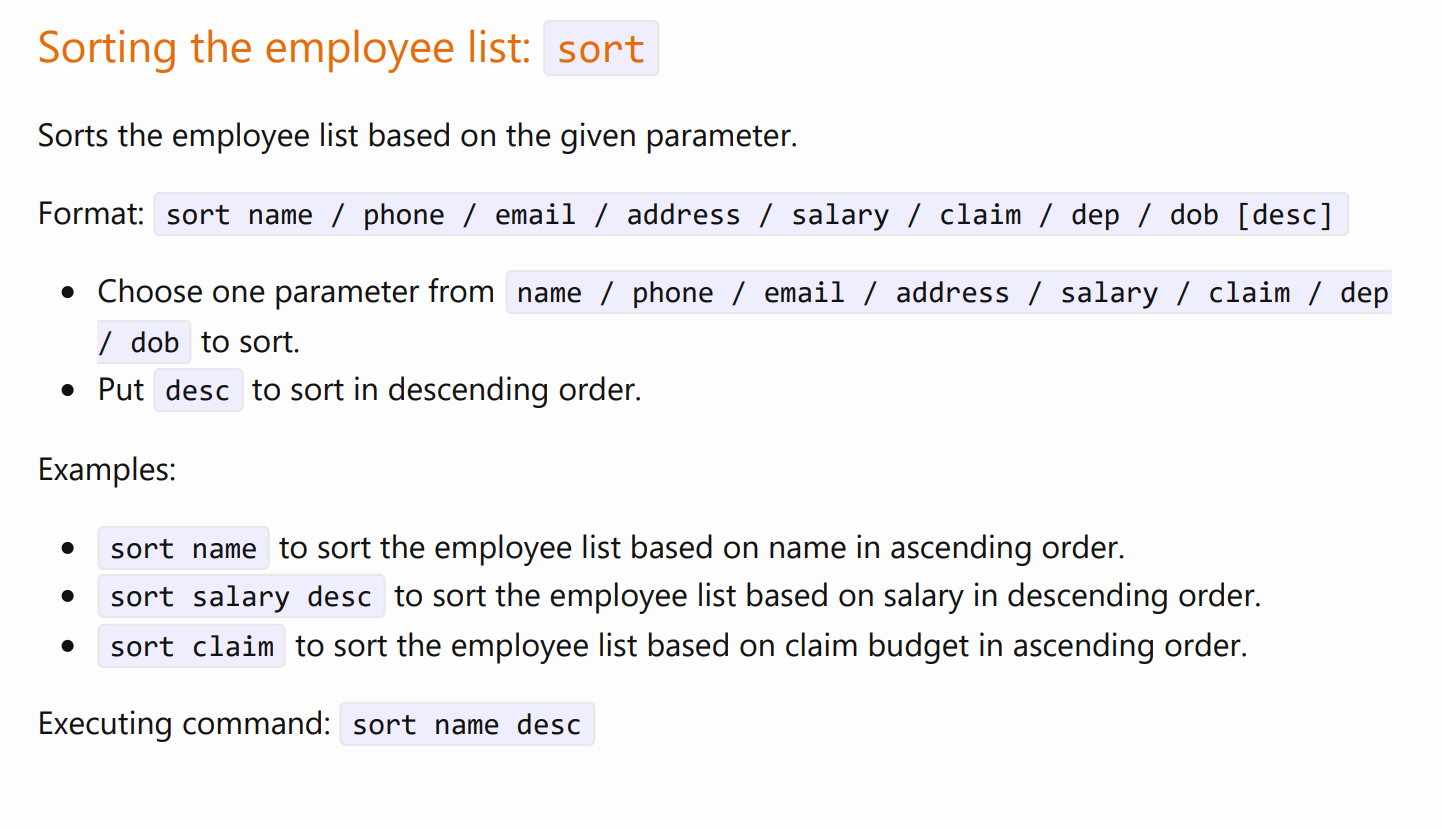 Sorting the employee list: sort
Sorts the employee list based on the given parameter.
Format: sort name / phone / email / address / salary / claim / dep / dob [desc]
• Choose one parameter from name / phone / email / address / salary / claim / dep
/ dob to sort.
• Put desc to sort in descending order.
Examples:
• sort name to sort the employee list based on name in ascending order.
• sort salary desc to sort the employee list based on salary in descending order.
• sort claim to sort the employee list based on claim budget in ascending order.
Executing command: sort name desc